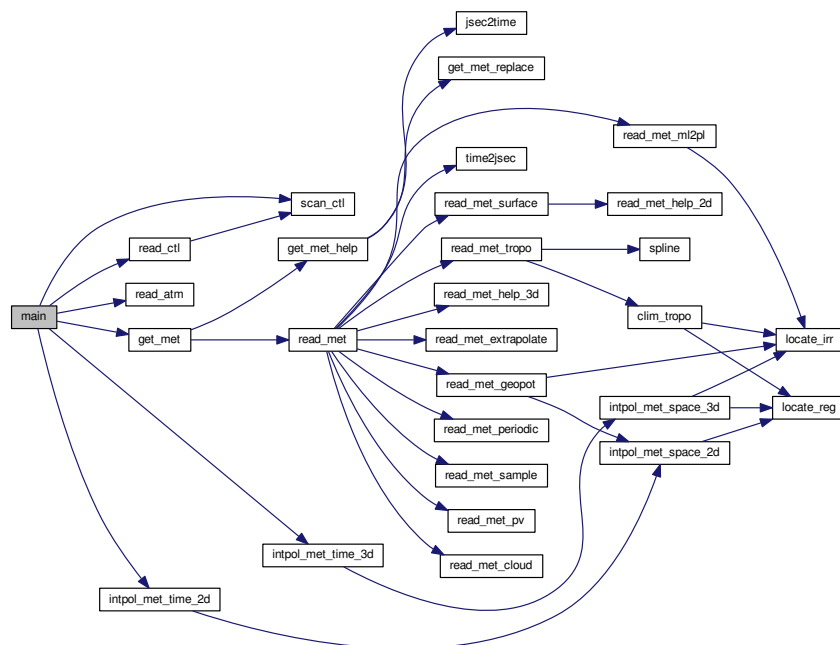 jsec2time
get_met_replace
read_met_ml2pl
time2jsec
scan_ctl
read_met_surface
read_met_help_2d
read_ctl
get_met_help
read_met_tropo
spline
read_atm
read_met_help_3d
main
clim_tropo
get_met
read_met
read_met_extrapolate
locate_irr
read_met_geopot
intpol_met_space_3d
locate_reg
read_met_periodic
intpol_met_space_2d
read_met_sample
read_met_pv
intpol_met_time_3d
read_met_cloud
intpol_met_time_2d